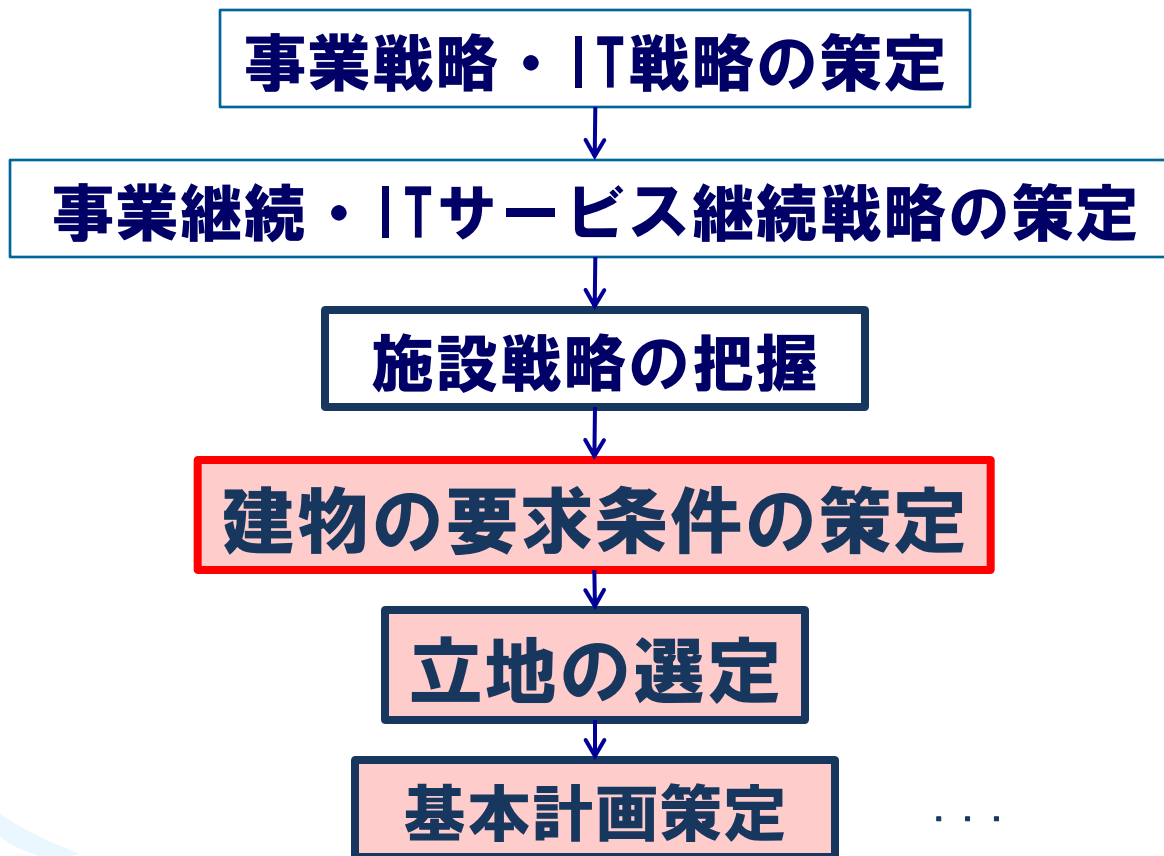 事業戦略・IT戦略の策定
事業継続・ITサービス継続戦略の策定
施設戦略の把握
建物の要求条件の策定
立地の選定
基本計画策定
...